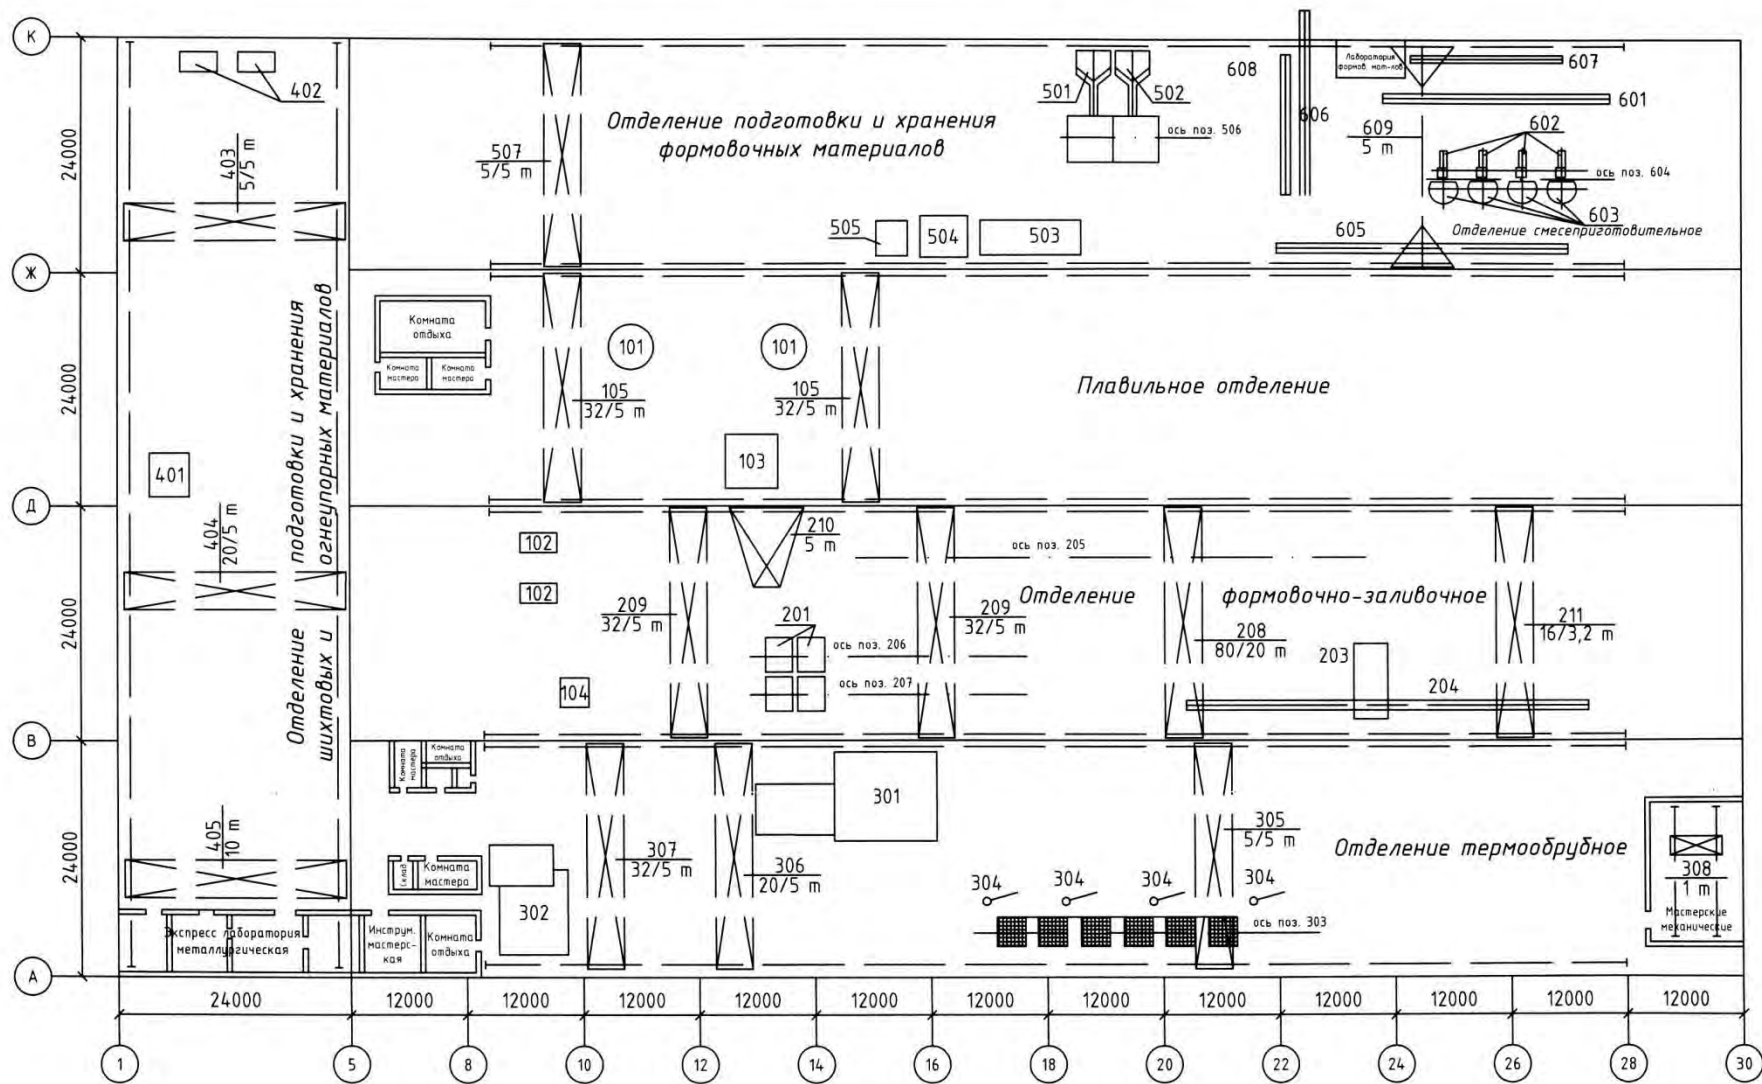 К
402
24000
403
5/5 т
507
5/5 т
Отделение подготовки и хранения
формовочных материалов
501
502
ось поз. 506
505
504
503
608
606
Лаборатория
формов. мат-лов
607
601
609
5 т
602
ось поз. 604
603
605
Отделение смесеприготовительное
Ж
24000
Отделение подготовки и хранения
шихтовых и огнеупорных материалов
Комната
отдыха
Комната
мастера
Комната
мастера
101
101
105
32/5 т
105
32/5 т
103
Плавильное отделение
401
Д
24000
404
20/5 т
102
102
104
209
32/5 т
210
5 т
201
ось поз. 205
ось поз. 206
ось поз. 207
209
32/5 т
Отделение формовочно-заливочное
208
80/20 т
203
204
211
16/3,2 т
В
24000
405
10 т
Комната
мастера
Комната
отдыха
Склад
Комната
мастера
302
307
32/5 т
306
20/5 т
301
305
5/5 т
304
304
304
304
ось поз. 303
Отделение термообрубное
308
1 т
Мастерские
механические
Экспресс лаборатория
металлургическая
Инструм.
мастерс-
кая
Комната
отдыха
А
24000
12000
12000
12000
12000
12000
12000
12000
12000
12000
12000
12000
12000
1
5
8
10
12
14
16
18
20
22
24
26
28
30